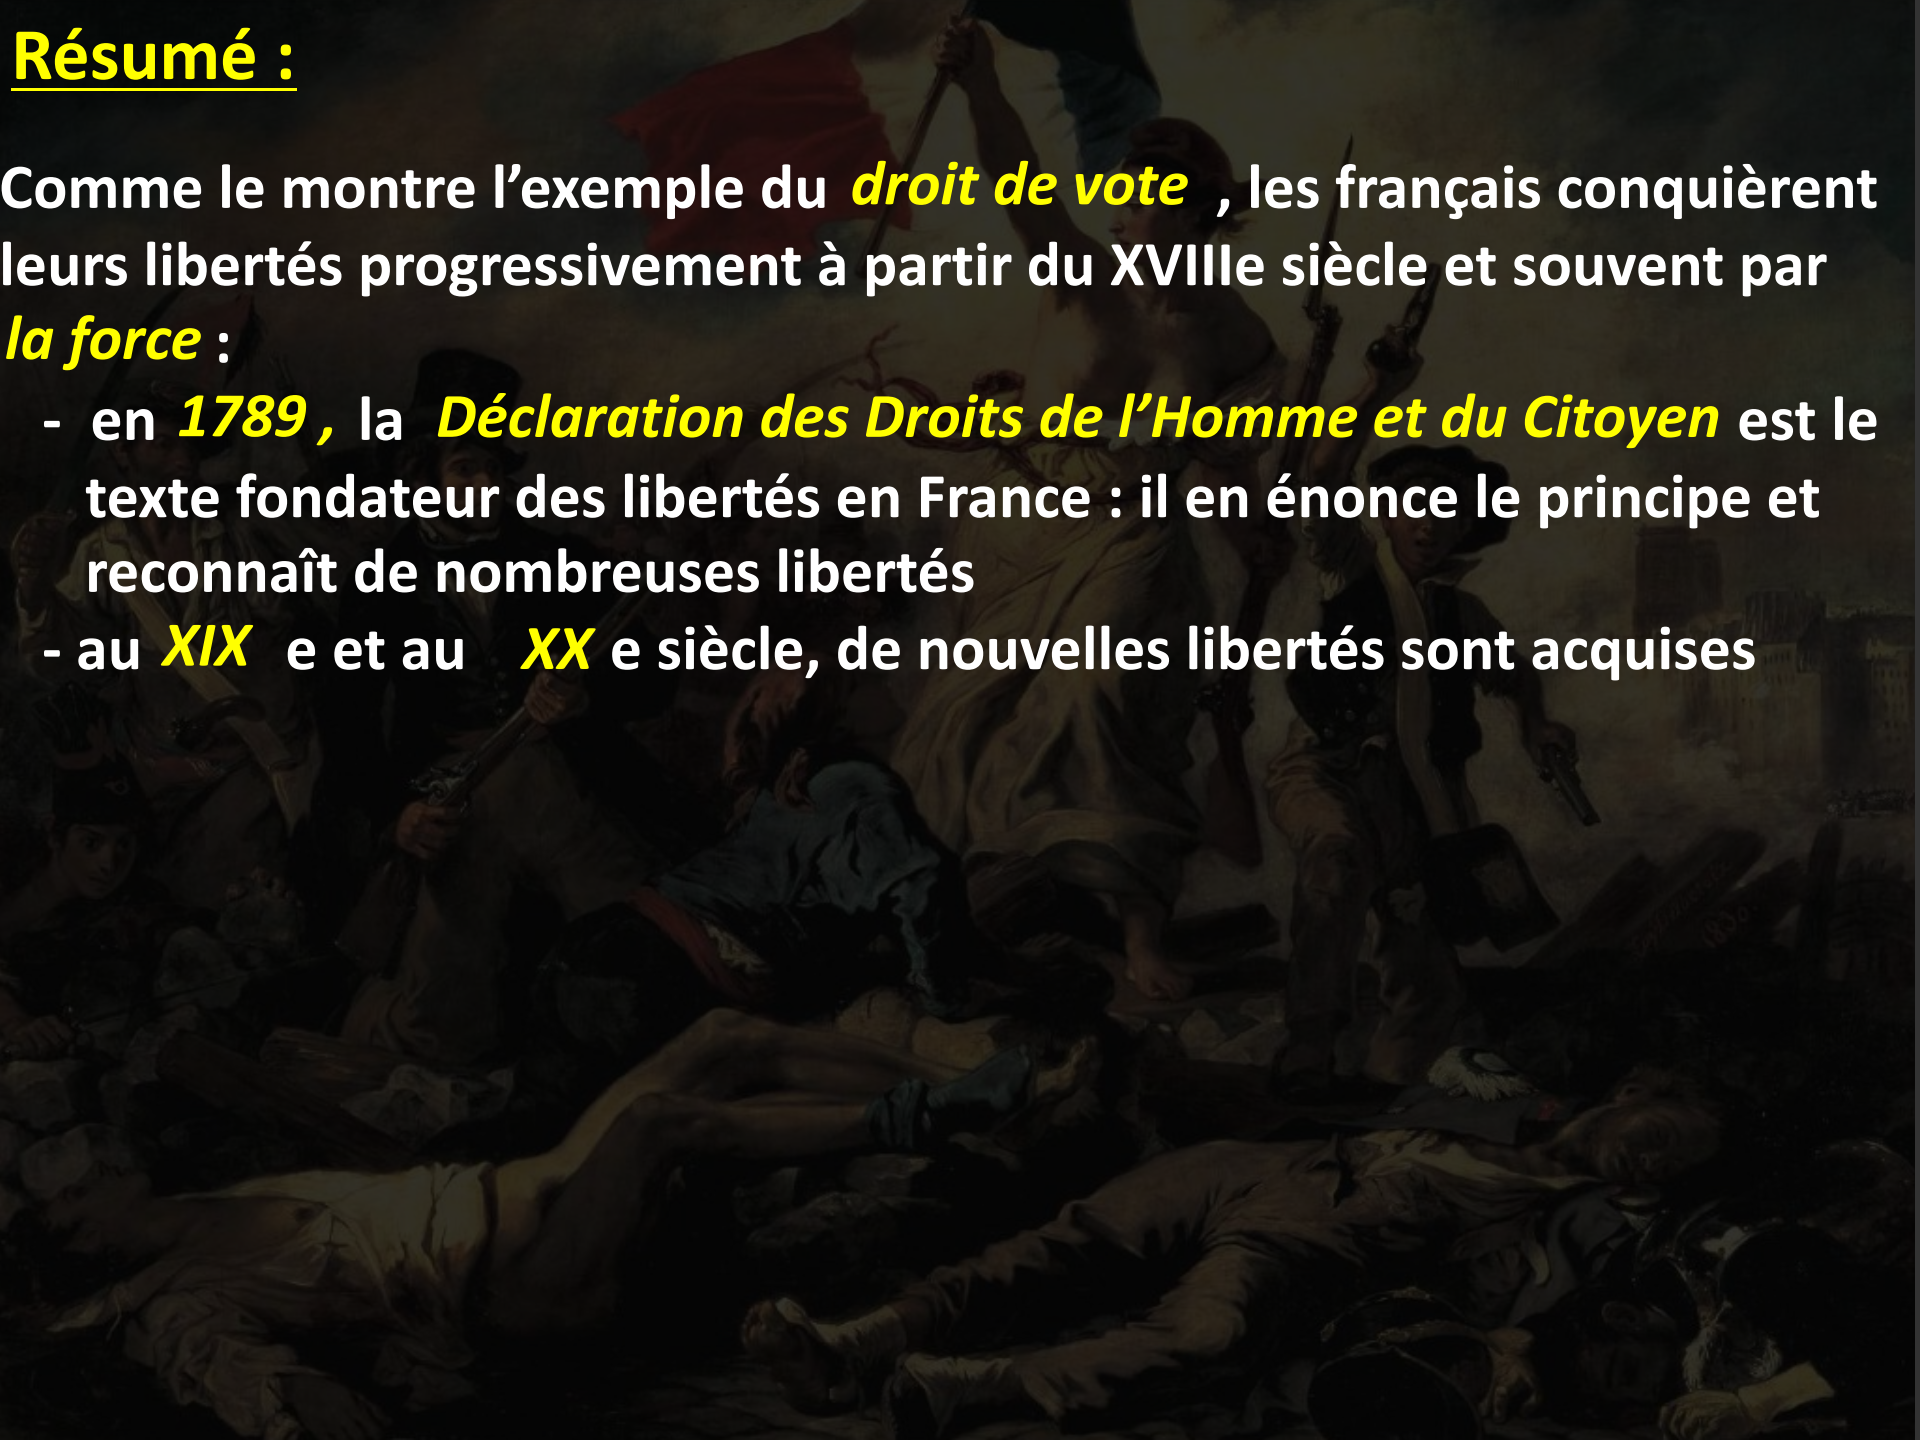 Résumé :
Comme le montre l’exemple du droit de vote , les français conquièrent
leurs libertés progressivement à partir du XVIIIe siècle et souvent par
la force :
- en 1789 , la Déclaration des Droits de l’Homme et du Citoyen est le
texte fondateur des libertés en France : il en énonce le principe et
reconnaît de nombreuses libertés
- au XIX e et au XX e siècle, de nouvelles libertés sont acquises